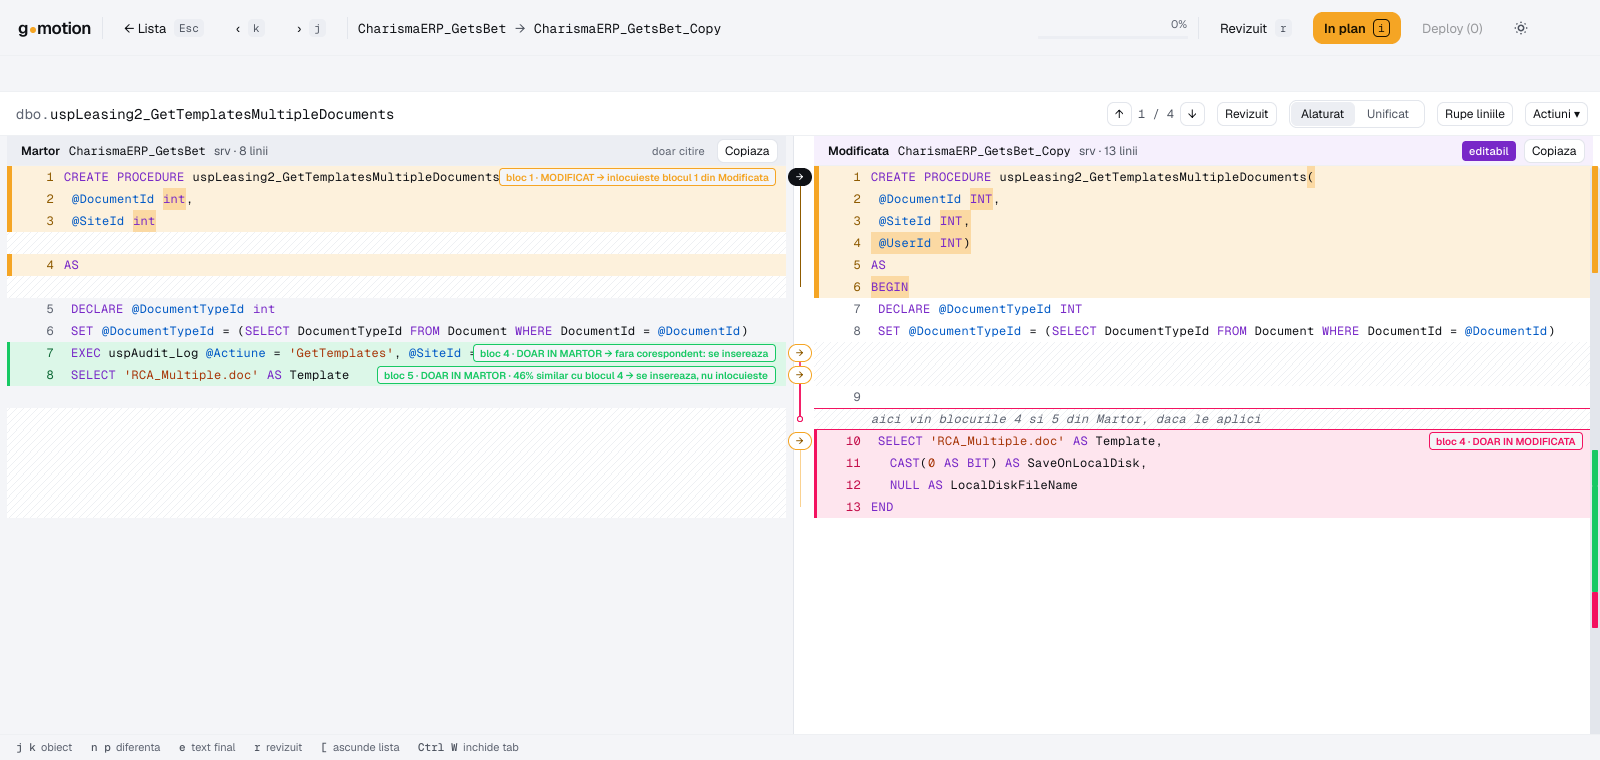 g•motion
← Lista Esc ‹ k › j CharismaERP_GetsBet → CharismaERP_GetsBet_Copy 0% Revizuit r In plan i Deploy (0)
dbo.uspLeasing2_GetTemplatesMultipleDocuments ↑ 1 / 4 ↓ Revizuit Alaturat Unificat Rupe liniile Actiuni ▾
Martor CharismaERP_GetsBet srv · 8 linii doar citire Copiaza
1 CREATE PROCEDURE uspLeasing2_GetTemplatesMultipleDocuments bloc 1 · MODIFICAT → inlocuieste blocul 1 din Modificata
2 @DocumentId int,
3 @SiteId int
4 AS
5 DECLARE @DocumentTypeId int
6 SET @DocumentTypeId = (SELECT DocumentTypeId FROM Document WHERE DocumentId = @DocumentId)
7 EXEC uspAudit_Log @Actiune = 'GetTemplates', @SiteId = bloc 4 · DOAR IN MARTOR → fara corespondent: se insereaza
8 SELECT 'RCA_Multiple.doc' AS Template bloc 5 · DOAR IN MARTOR · 46% similar cu blocul 4 → se insereaza, nu inlocuieste
→
→
→
→
Modificata CharismaERP_GetsBet_Copy srv · 13 linii editabil Copiaza
1 CREATE PROCEDURE uspLeasing2_GetTemplatesMultipleDocuments(
2 @DocumentId INT,
3 @SiteId INT,
4 @UserId INT)
5 AS
6 BEGIN
7 DECLARE @DocumentTypeId INT
8 SET @DocumentTypeId = (SELECT DocumentTypeId FROM Document WHERE DocumentId = @DocumentId)
9
aici vin blocurile 4 si 5 din Martor, daca le aplici
10 SELECT 'RCA_Multiple.doc' AS Template, bloc 4 · DOAR IN MODIFICATA
11 CAST(0 AS BIT) AS SaveOnLocalDisk,
12 NULL AS LocalDiskFileName
13 END
j k obiect n p diferenta e text final r revizuit [ ascunde lista Ctrl W inchide tab